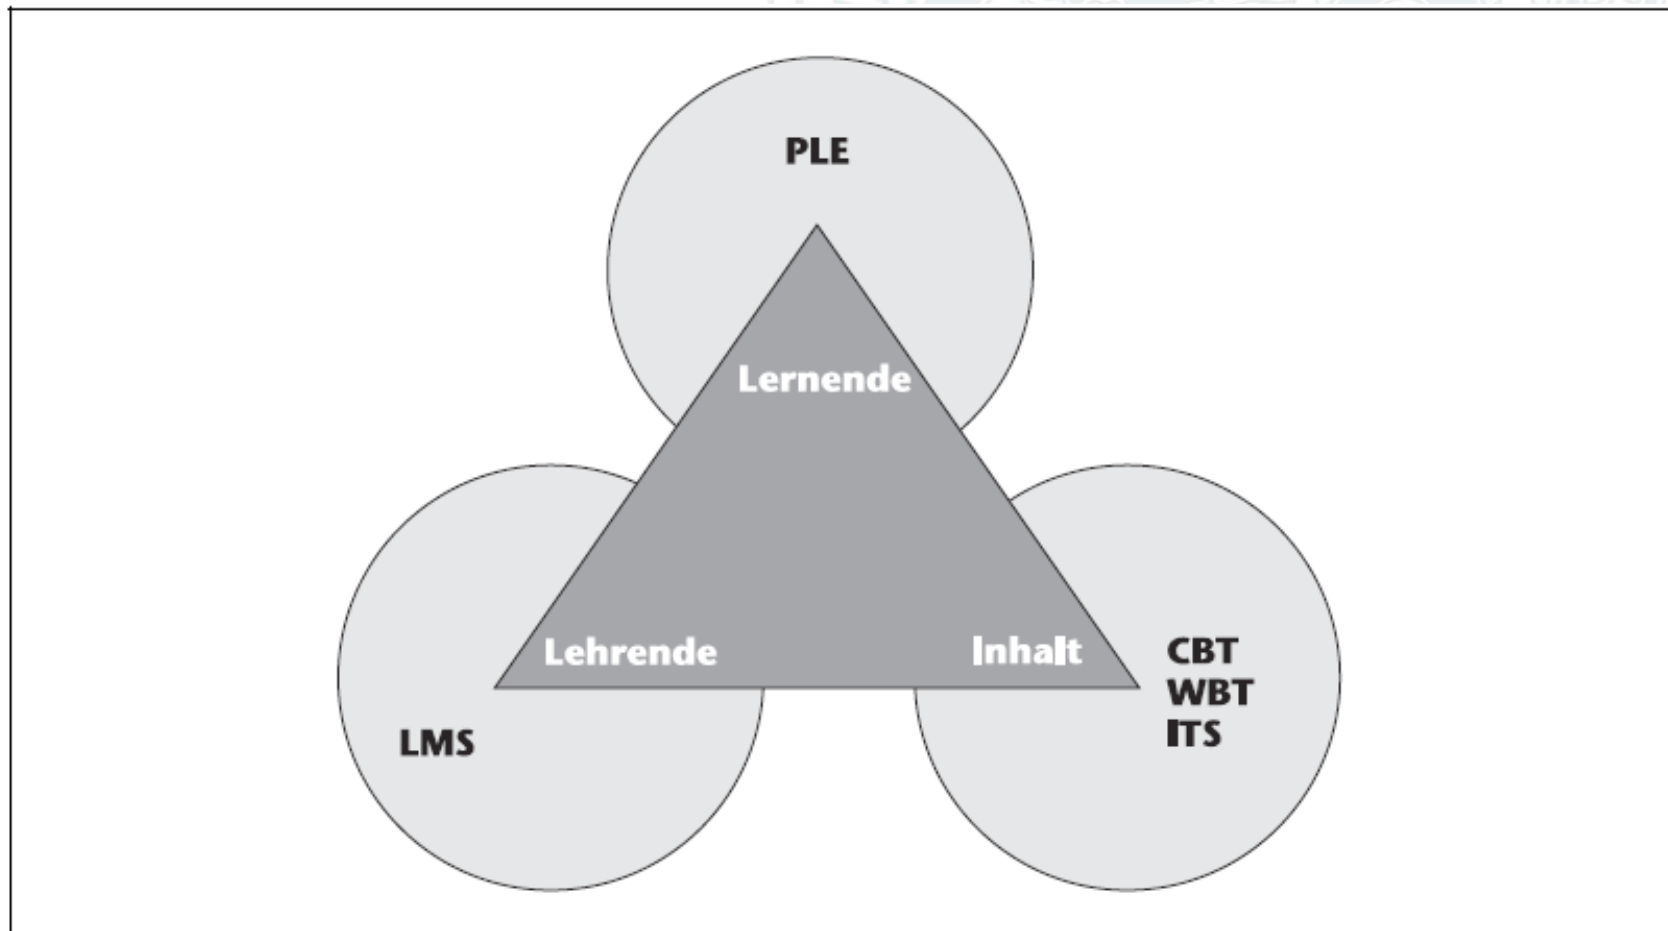 PLE
Lernende
Lehrende
Inhalt
CBT
WBT
ITS
LMS